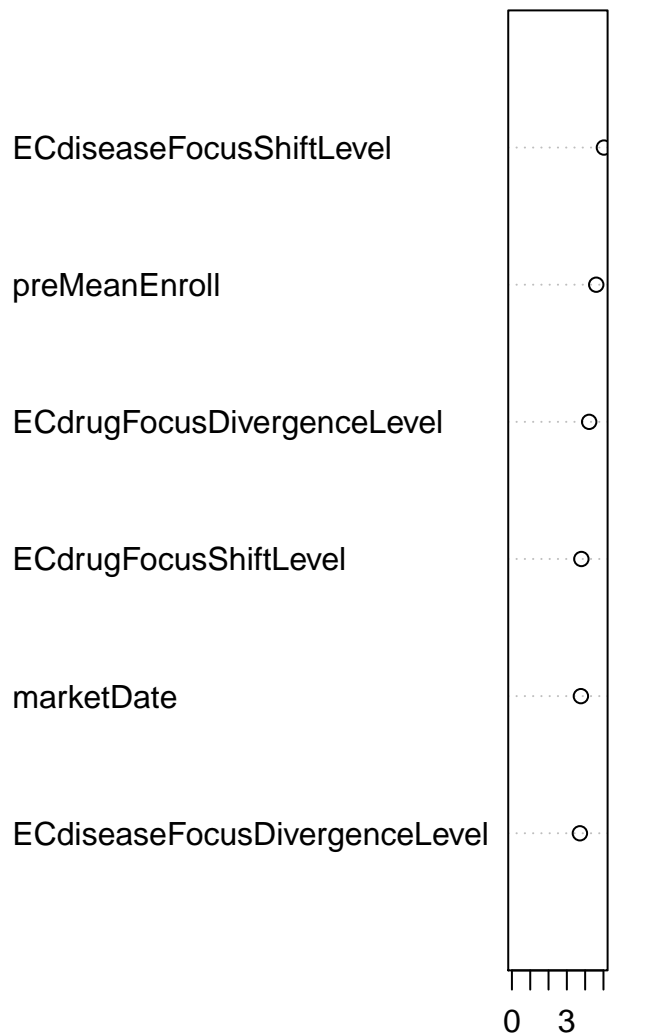 ECdiseaseFocusShiftLevel
preMeanEnroll
ECdrugFocusDivergenceLevel
ECdrugFocusShiftLevel
marketDate
ECdiseaseFocusDivergenceLevel
0 3